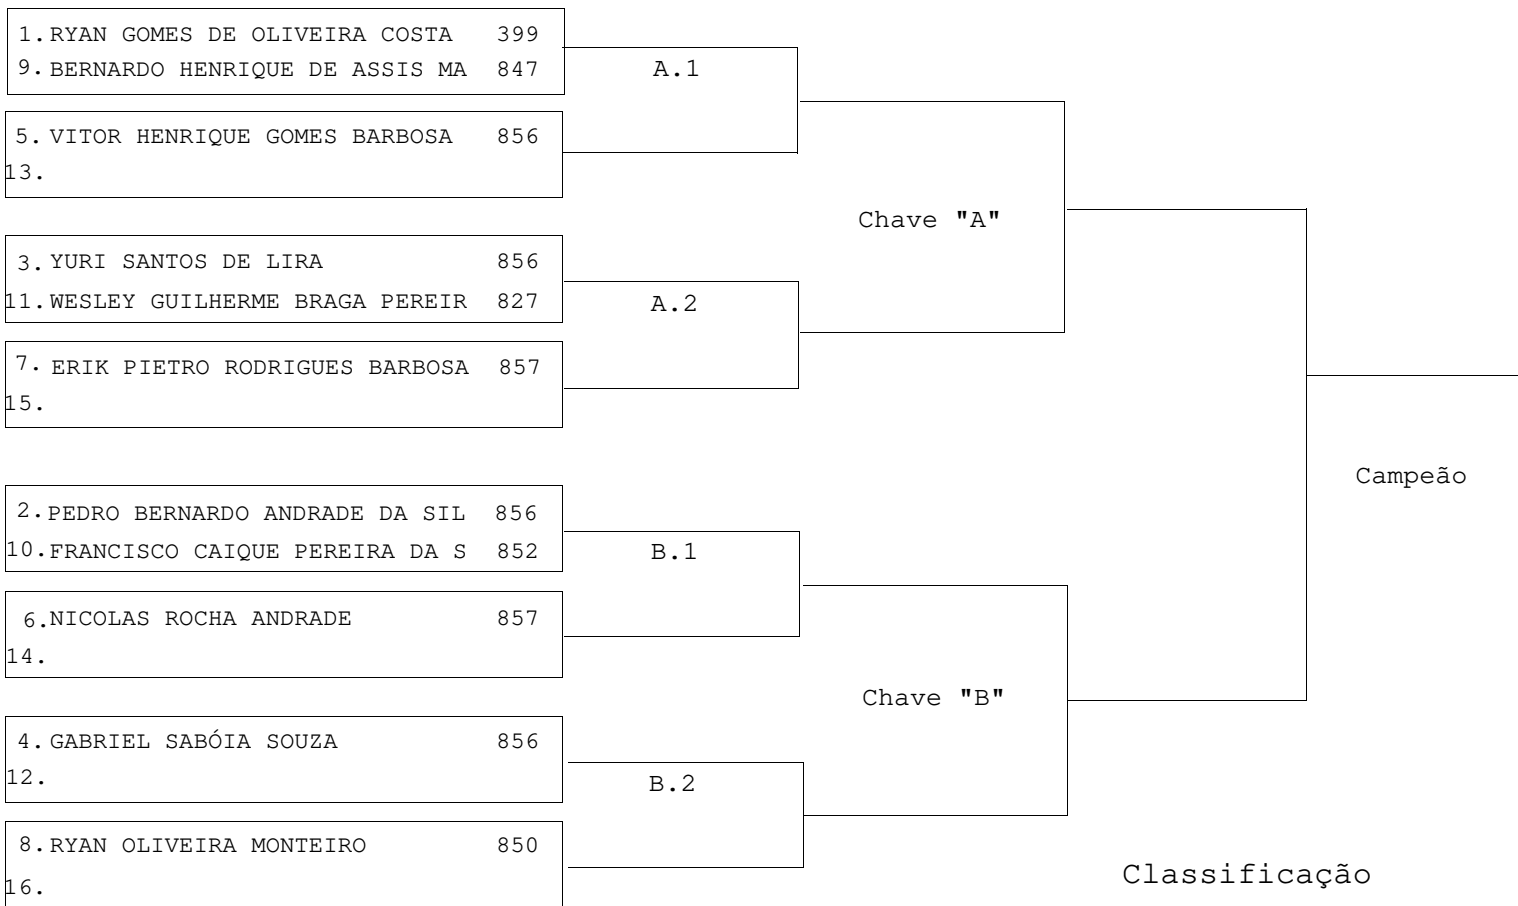 1. RYAN GOMES DE OLIVEIRA COSTA 399
9. BERNARDO HENRIQUE DE ASSIS MA 847
A.1
5. VITOR HENRIQUE GOMES BARBOSA 856
13.
Chave "A"
3. YURI SANTOS DE LIRA 856
11. WESLEY GUILHERME BRAGA PEREIR 827
A.2
7. ERIK PIETRO RODRIGUES BARBOSA 857
15.
Campeão
2. PEDRO BERNARDO ANDRADE DA SIL 856
10. FRANCISCO CAIQUE PEREIRA DA S 852
B.1
6. NICOLAS ROCHA ANDRADE 857
14.
Chave "B"
4. GABRIEL SABÓIA SOUZA 856
12.
B.2
8. RYAN OLIVEIRA MONTEIRO 850
16.
Classificação